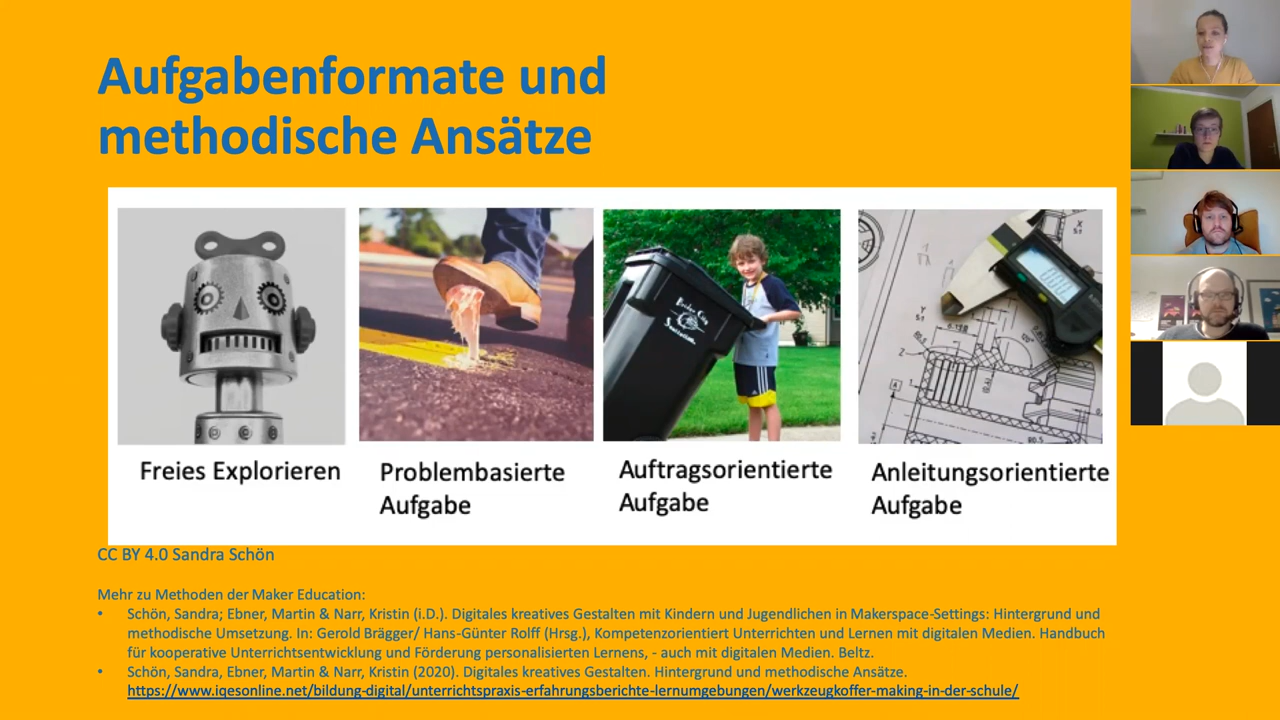 Aufgabenformate und
methodische Ansätze
Freies Explorieren
Problembasierte
Aufgabe
Auftragsorientierte
Aufgabe
Anleitungsorientierte
Aufgabe
CC BY 4.0 Sandra Schön
Mehr zu Methoden der Maker Education:
• Schön, Sandra; Ebner, Martin & Narr, Kristin (i.D.). Digitales kreatives Gestalten mit Kindern und Jugendlichen in Makerspace-Settings: Hintergrund und
methodische Umsetzung. In: Gerold Brägger/ Hans-Günter Rolff (Hrsg.), Kompetenzorientiert Unterrichten und Lernen mit digitalen Medien. Handbuch
für kooperative Unterrichtsentwicklung und Förderung personalisierten Lernens, - auch mit digitalen Medien. Beltz.
• Schön, Sandra, Ebner, Martin & Narr, Kristin (2020). Digitales kreatives Gestalten. Hintergrund und methodische Ansätze.
https://www.iqesonline.net/bildung-digital/unterrichtspraxis-erfahrungsberichte-lernumgebungen/werkzeugkoffer-making-in-der-schule/